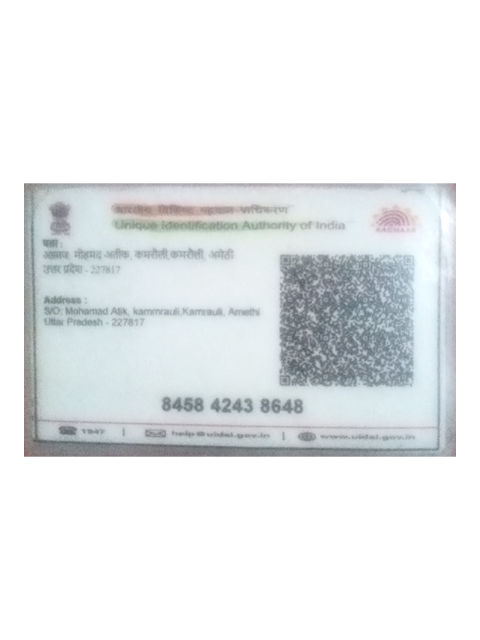 भारतीय विशिष्ट पहचान प्राधिकरण
Unique Identification Authority of India
AADHAAR
पता :
आत्मज: मोहमद अतीक, कमरौली,कमरौली, अमेठी
उत्तर प्रदेश - 227817
Address :
S/O: Mohamad Atik, kammrauli,Kamrauli, Amethi
Uttar Pradesh - 227817
8458 4243 8648
1947 | help@uidai.gov.in | www.uidai.gov.in